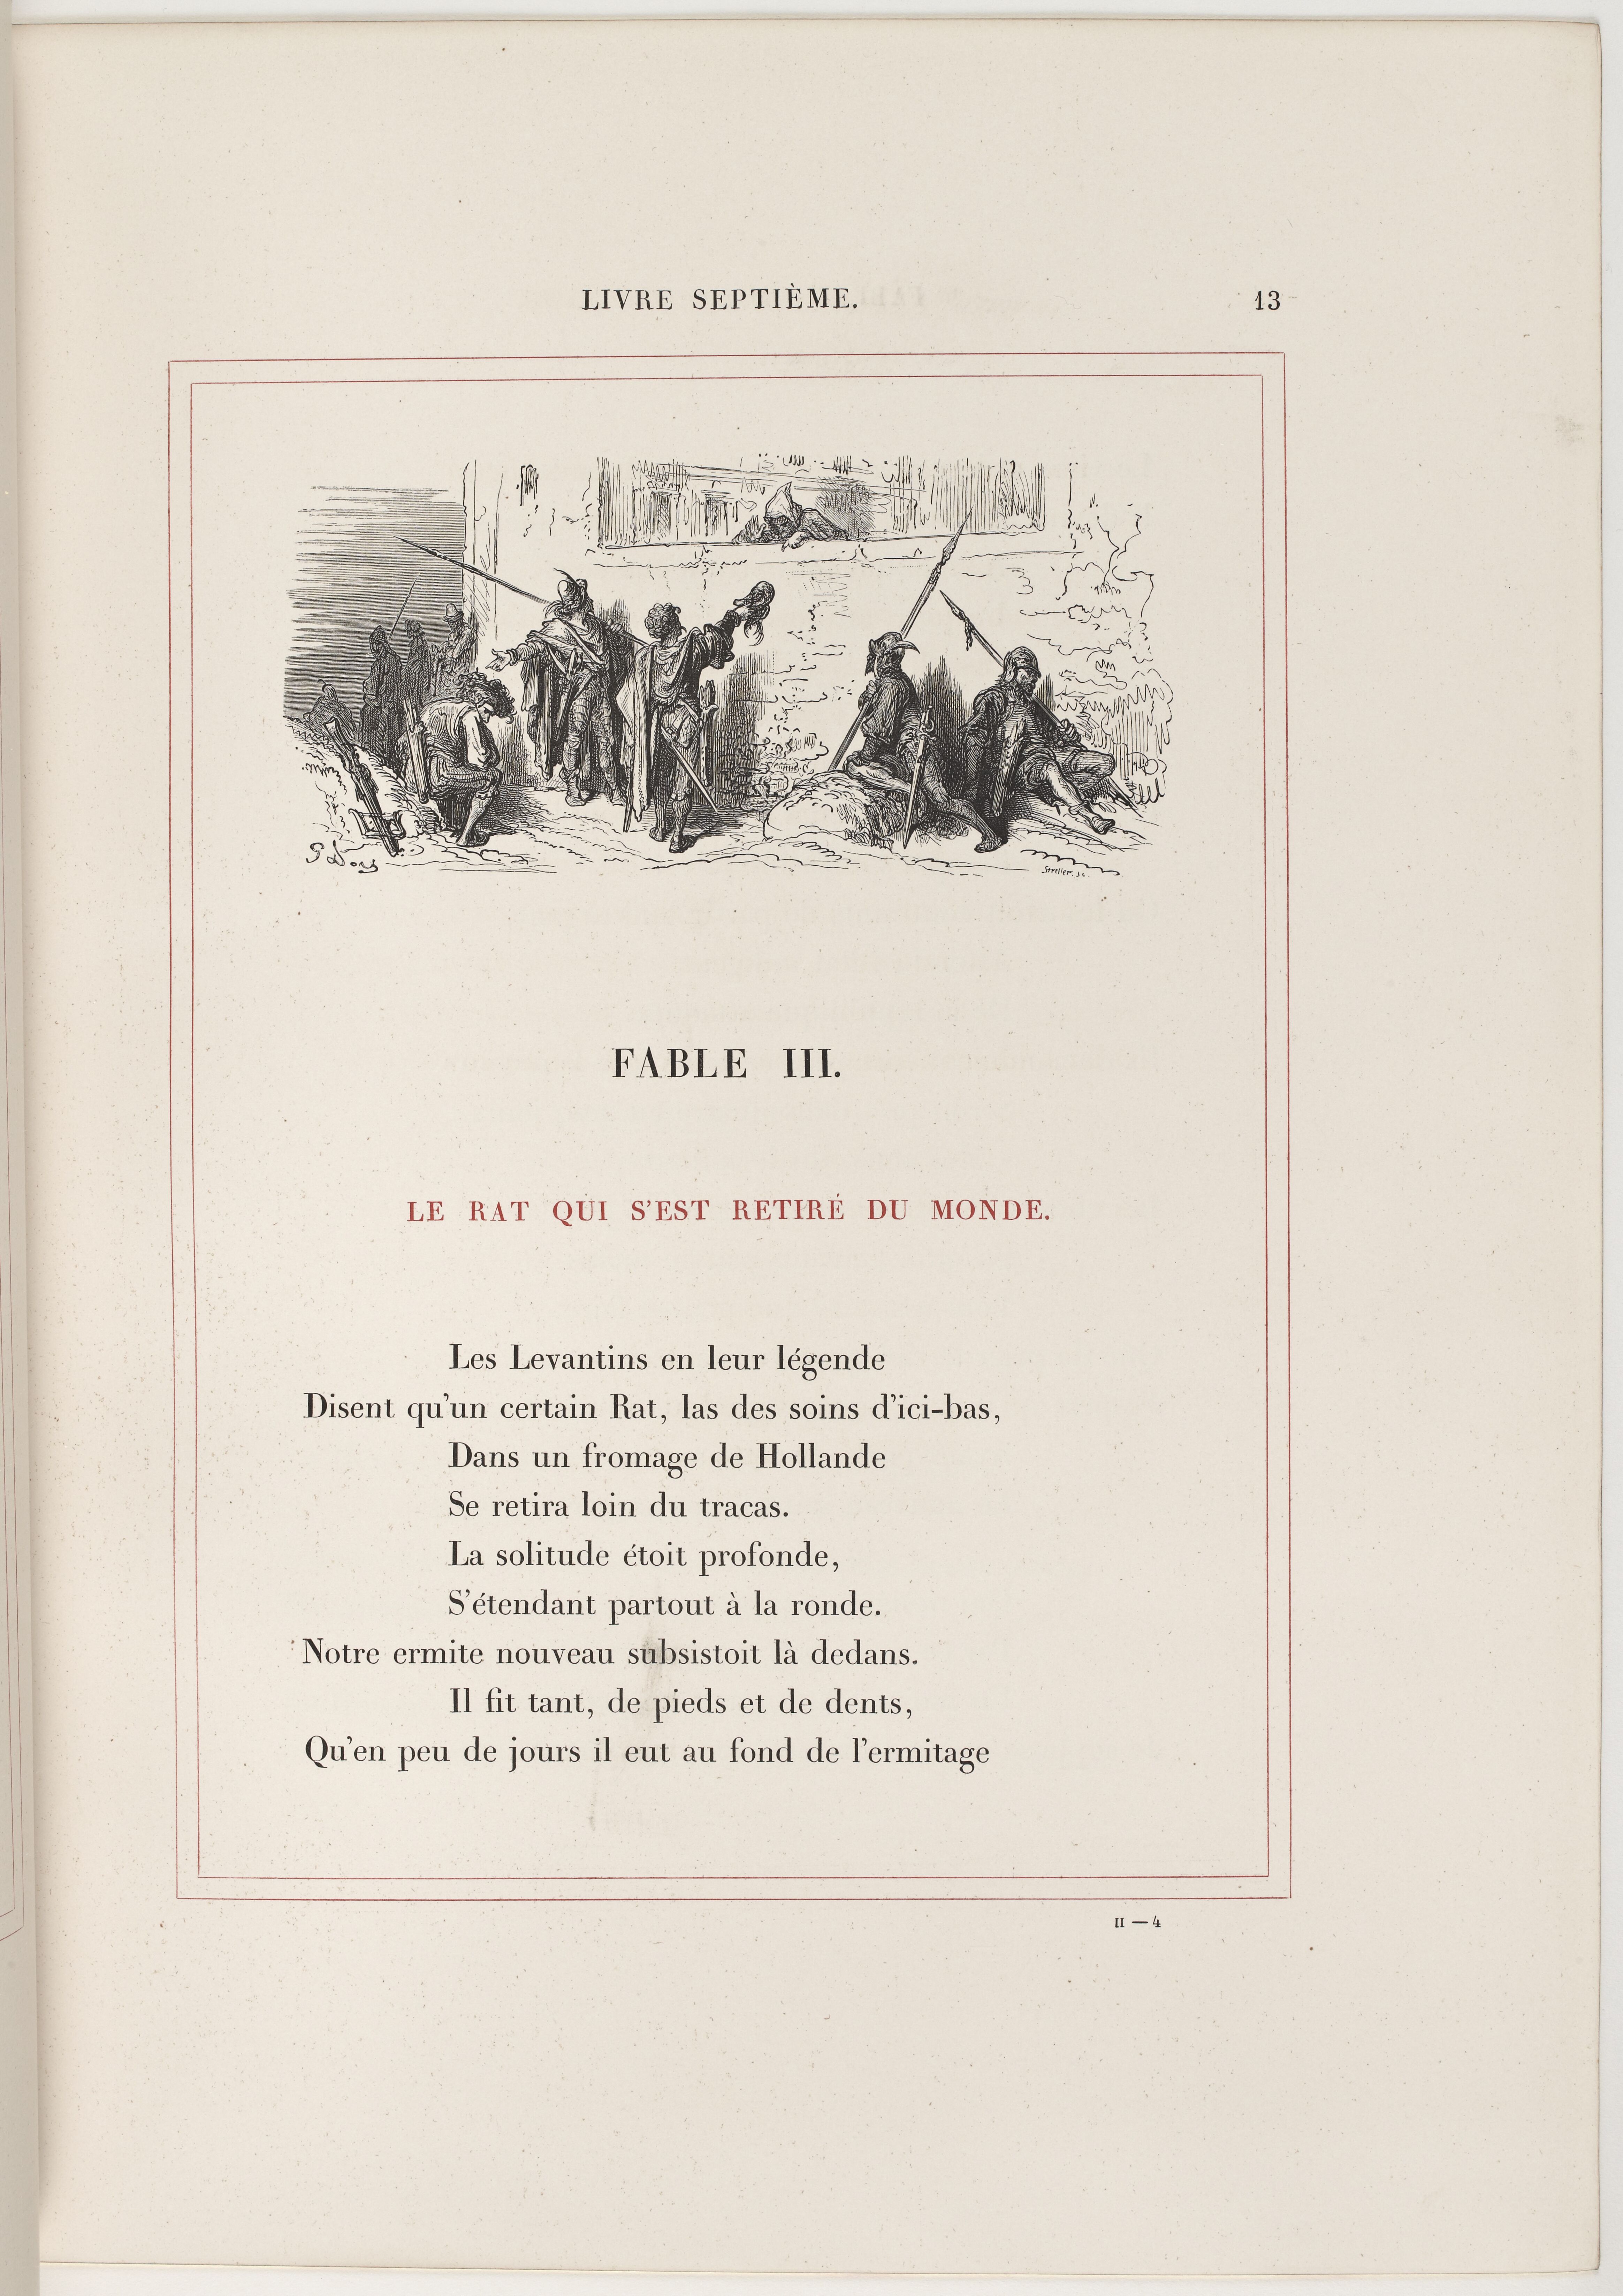 LIVRE SEPTIÈME.
13
G Doré
FABLE III.
LE RAT QUI S'EST RETIRÉ DU MONDE.
Les Levantins en leur légende
Disent qu'un certain Rat, las des soins d'ici-bas,
Dans un fromage de Hollande
Se retira loin du tracas.
La solitude étoit profonde,
S'étendant partout à la ronde.
Notre ermite nouveau subsistoit là dedans.
Il fit tant, de pieds et de dents,
Qu'en peu de jours il eut au fond de l'ermitage
II — 4